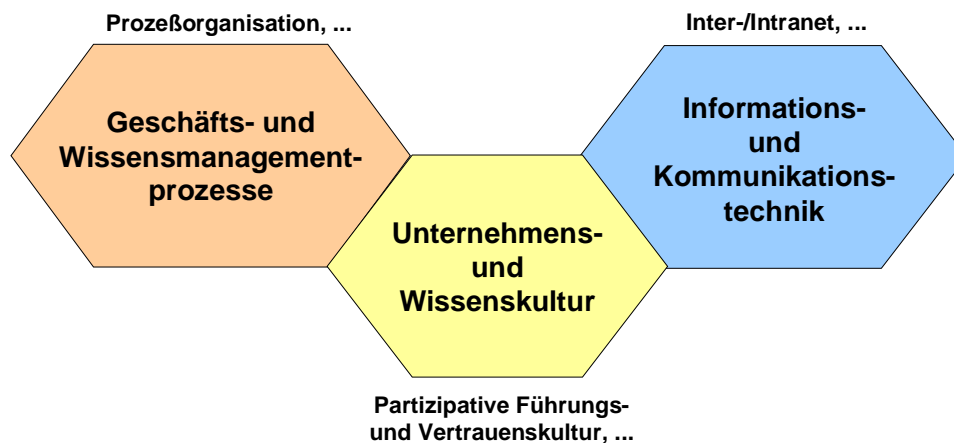 Prozeßorganisation, ...
Geschäfts- und
Wissensmanagement-
prozesse
Inter-/Intranet, ...
Informations-
und
Kommunikations-
technik
Unternehmens-
und
Wissenskultur
Partizipative Führungs-
und Vertrauenskultur, ...